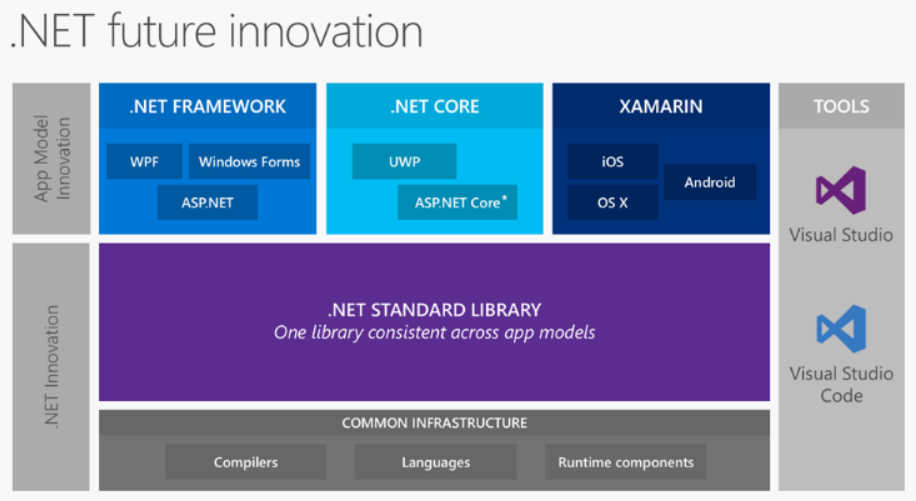 .NET future innovation
App Model
Innovation
.NET FRAMEWORK
WPF
Windows Forms
ASP.NET
.NET CORE
UWP
ASP.NET Core*
XAMARIN
iOS
Android
OS X
TOOLS
Visual Studio
Visual Studio
Code
.NET Innovation
.NET STANDARD LIBRARY
One library consistent across app models
COMMON INFRASTRUCTURE
Compilers
Languages
Runtime components